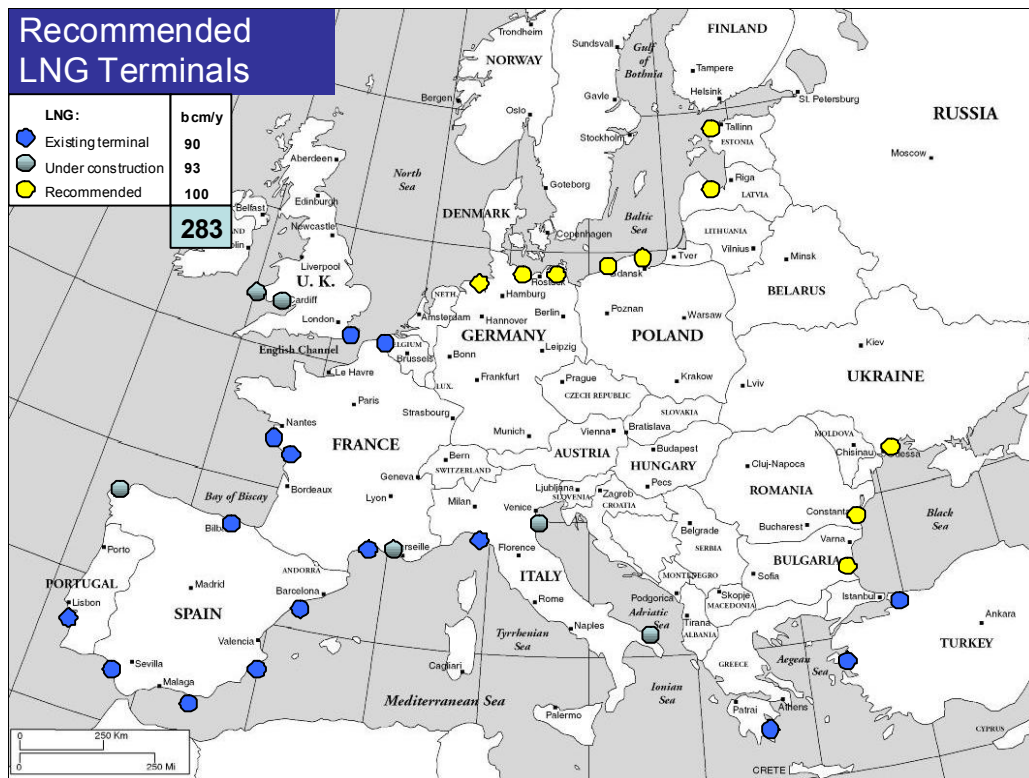 Recommended
LNG Terminals
LNG:
bcm/y
Existing terminal
90
Under construction
93
Recommended
100
283
Trondheim
NORWAY
Bergen
Oslo
Sundsvall
Gulf
of
Bothnia
Gavle
Stockholm
Goteborg
FINLAND
Tampere
Helsink
St. Petersburg
Tallinn
ESTONIA
RUSSIA
Moscow
Riga
LATVIA
LITHUANIA
Vilnius
Minsk
BELARUS
Aberdeen
North
Sea
Edinburgh
Belfast
Newcastle
Liverpool
U. K.
Cardiff
London
English Channel
DENMARK
Copenhagen
Baltic
Sea
Tver
Gdansk
Rostock
Hamburg
NETH.
Amsterdam
Hannover
Berlin
Poznan
Warsaw
GERMANY
POLAND
BELGIUM
Brussels
Bonn
Leipzig
LUX.
Frankfurt
Prague
CZECH REPUBLIC
Krakow
Lviv
Kiev
UKRAINE
Le Havre
Paris
Strasbourg
SLOVAKIA
Nantes
FRANCE
Munich
Vienna
Bratislava
AUSTRIA
Budapest
HUNGARY
MOLDOVA
Chisinau
Odessa
Bern
SWITZERLAND
Geneva
Cluj-Napoca
Pecs
Bay of Biscay
Bordeaux
Lyon
Milan
Ljubljana
SLOVENIA
Zagreb
CROATIA
Venice
ROMANIA
Constanta
Belgrade
Bucharest
Black
Sea
SERBIA
Varna
BULGARIA
Sofia
Porto
ANDORRA
Florence
ITALY
MONTENEGRO
Podgorica
Skopje
MACEDONIA
Istanbul
Ankara
PORTUGAL
Lisbon
Madrid
SPAIN
Barcelona
Rome
Adriatic
Sea
Tirana
ALBANIA
Naples
Tyrrhenian
Sea
TURKEY
Valencia
GREECE
Aegean Sea
Sevilla
Malaga
Cagliari
Mediterranean Sea
Ionian
Sea
Patrai
Athens
Palermo
CYPRUS
CRETE
0
250 Km
0
250 Mi